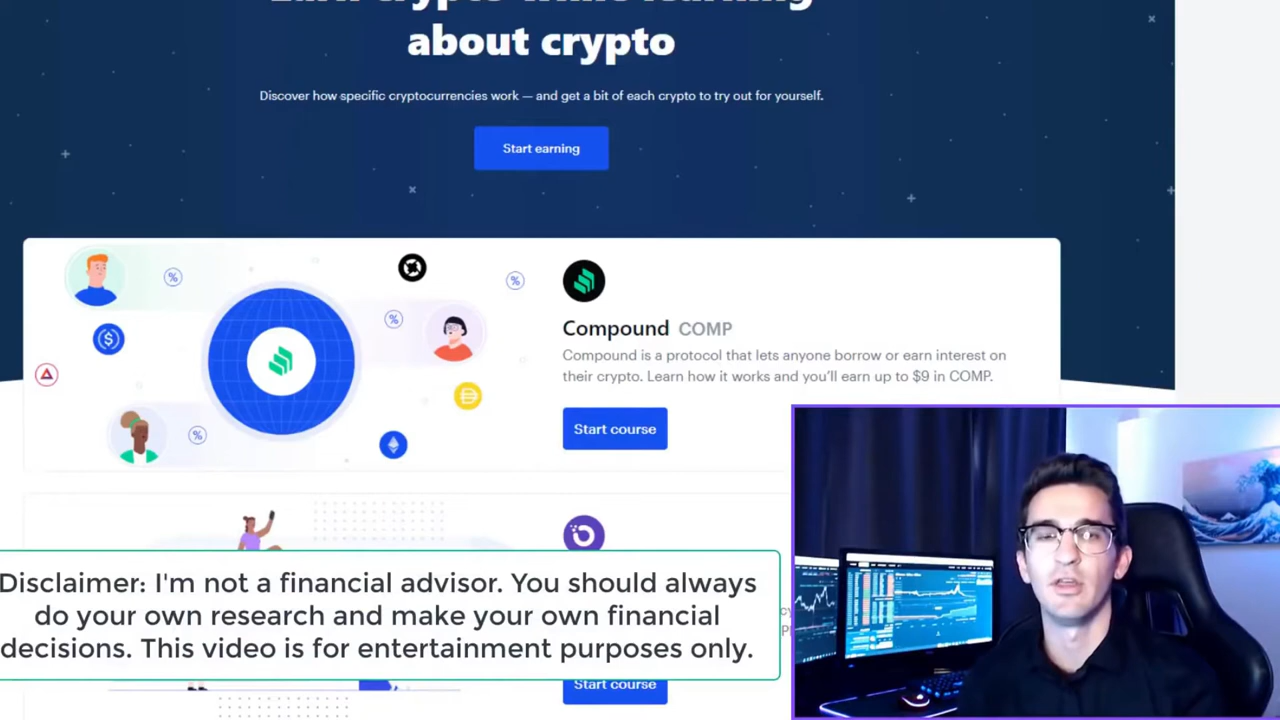 Earn crypto while learning
about crypto
Discover how specific cryptocurrencies work — and get a bit of each crypto to try out for yourself.
Start earning
Compound COMP
Compound is a protocol that lets anyone borrow or earn interest on
their crypto. Learn how it works and you'll earn up to $9 in COMP.
Start course
Disclaimer: I'm not a financial advisor. You should always
do your own research and make your own financial
decisions. This video is for entertainment purposes only.
Start course